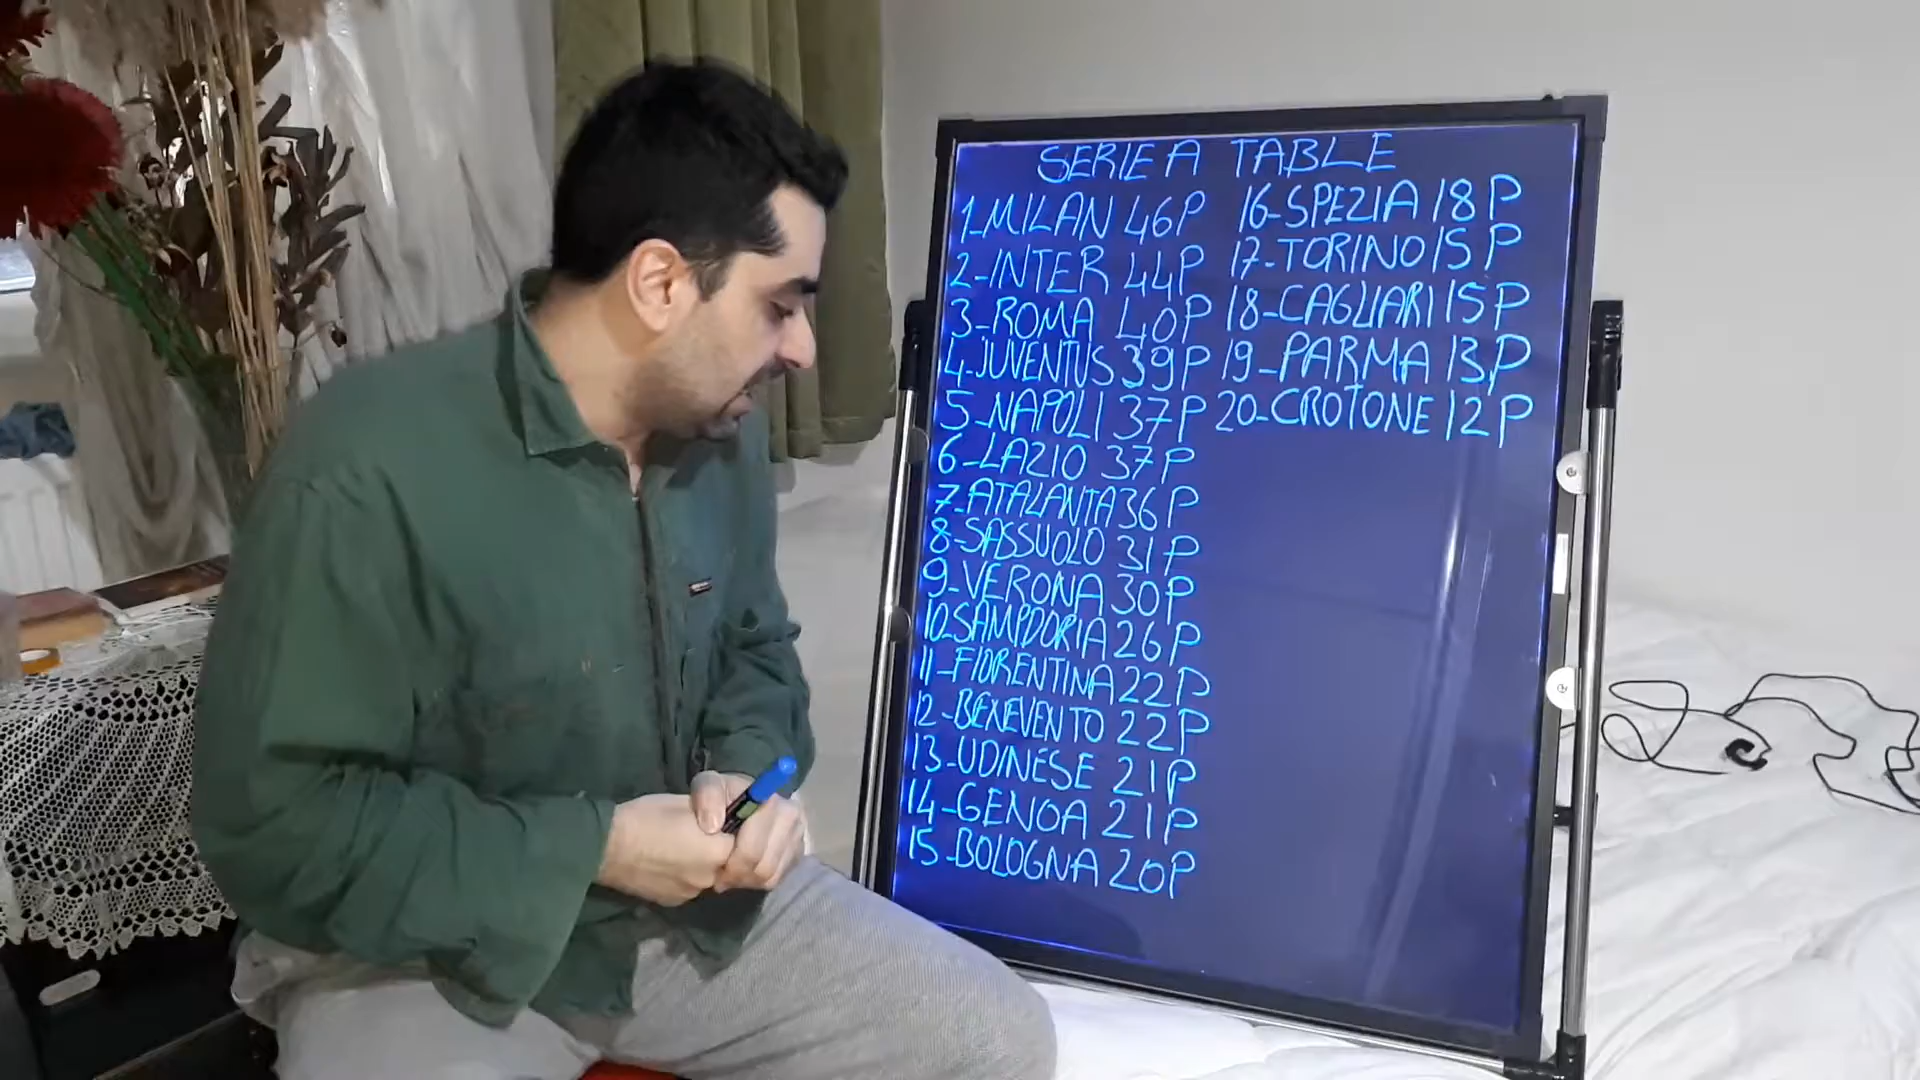 SERIE A TABLE
1-MILAN 46P
2-INTER 44P
3-ROMA 40P
4-JUVENTUS 39P
5-NAPOLI 37P
6-LAZIO 37P
7-ATALANTA 36P
8-SASSUOLO 31P
9-VERONA 30P
10-SAMPDORIA 26P
11-FIORENTINA 22P
12-BENEVENTO 22P
13-UDINESE 21P
14-GENOA 21P
15-BOLOGNA 20P
16-SPEZIA 18P
17-TORINO 15P
18-CAGLIARI 15P
19-PARMA 13P
20-CROTONE 12P